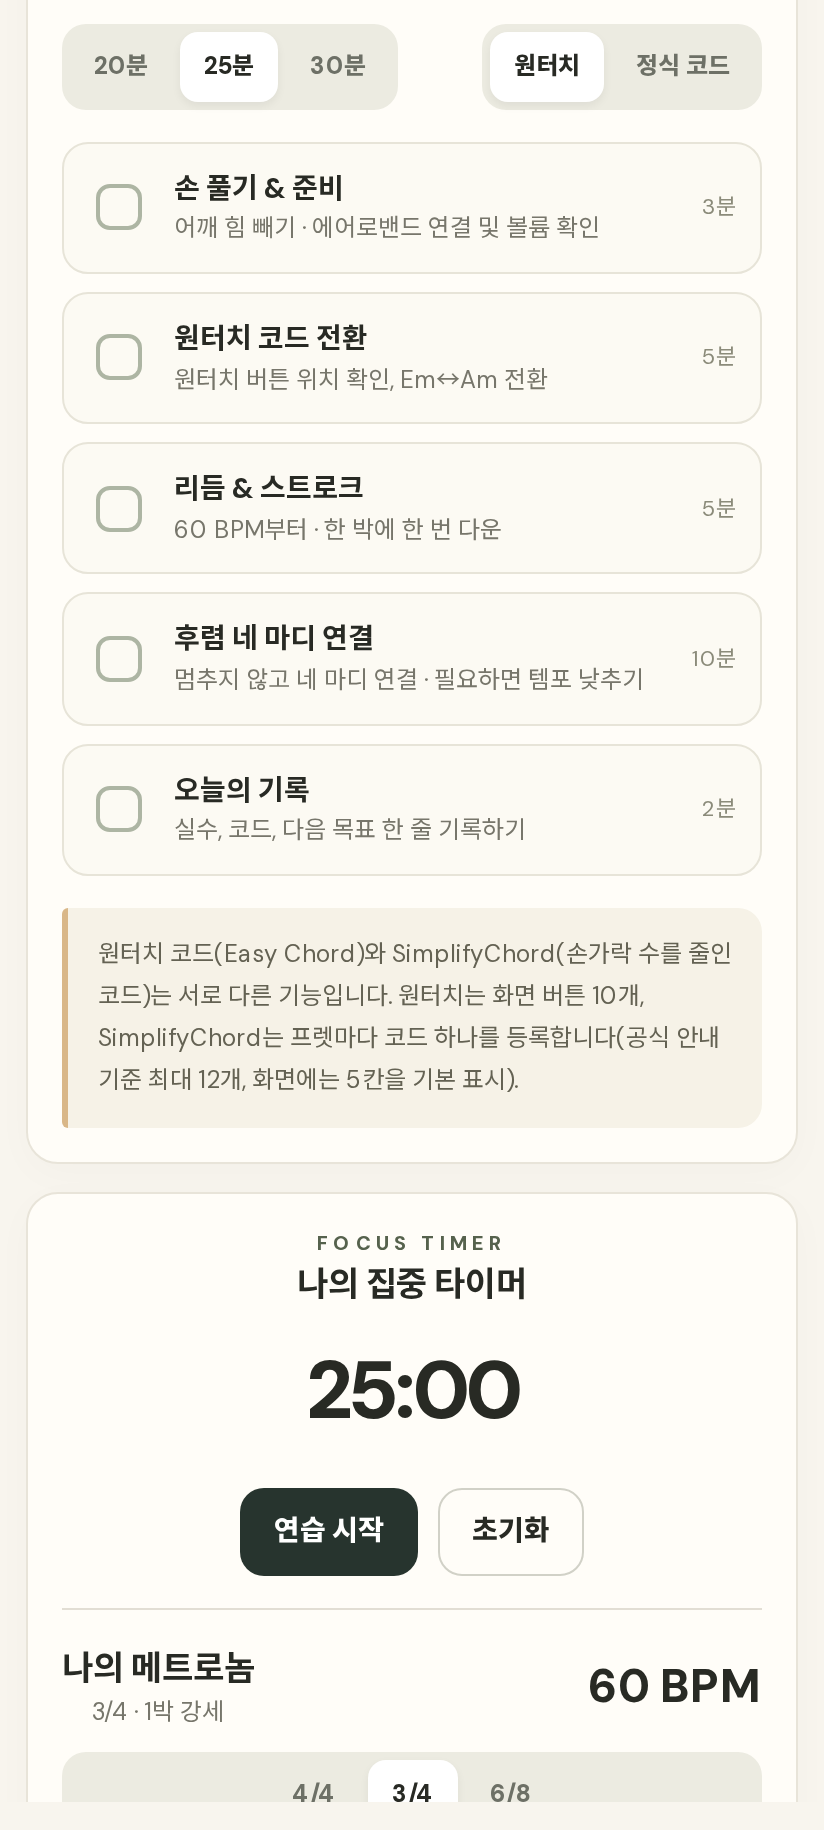 20분 25분 30분 원터치 정식 코드
손 풀기 & 준비
어깨 힘 빼기 · 에어로밴드 연결 및 볼륨 확인
3분
원터치 코드 전환
원터치 버튼 위치 확인, Em↔Am 전환
5분
리듬 & 스트로크
60 BPM부터 · 한 박에 한 번 다운
5분
후렴 네 마디 연결
멈추지 않고 네 마디 연결 · 필요하면 템포 낮추기
10분
오늘의 기록
실수, 코드, 다음 목표 한 줄 기록하기
2분
원터치 코드(Easy Chord)와 SimplifyChord(손가락 수를 줄인
코드)는 서로 다른 기능입니다. 원터치는 화면 버튼 10개,
SimplifyChord는 프렛마다 코드 하나를 등록합니다(공식 안내
기준 최대 12개, 화면에는 5칸을 기본 표시).
FOCUS TIMER
나의 집중 타이머
25:00
연습 시작 초기화
나의 메트로놈
3/4 · 1박 강세
60 BPM
4/4 3/4 6/8